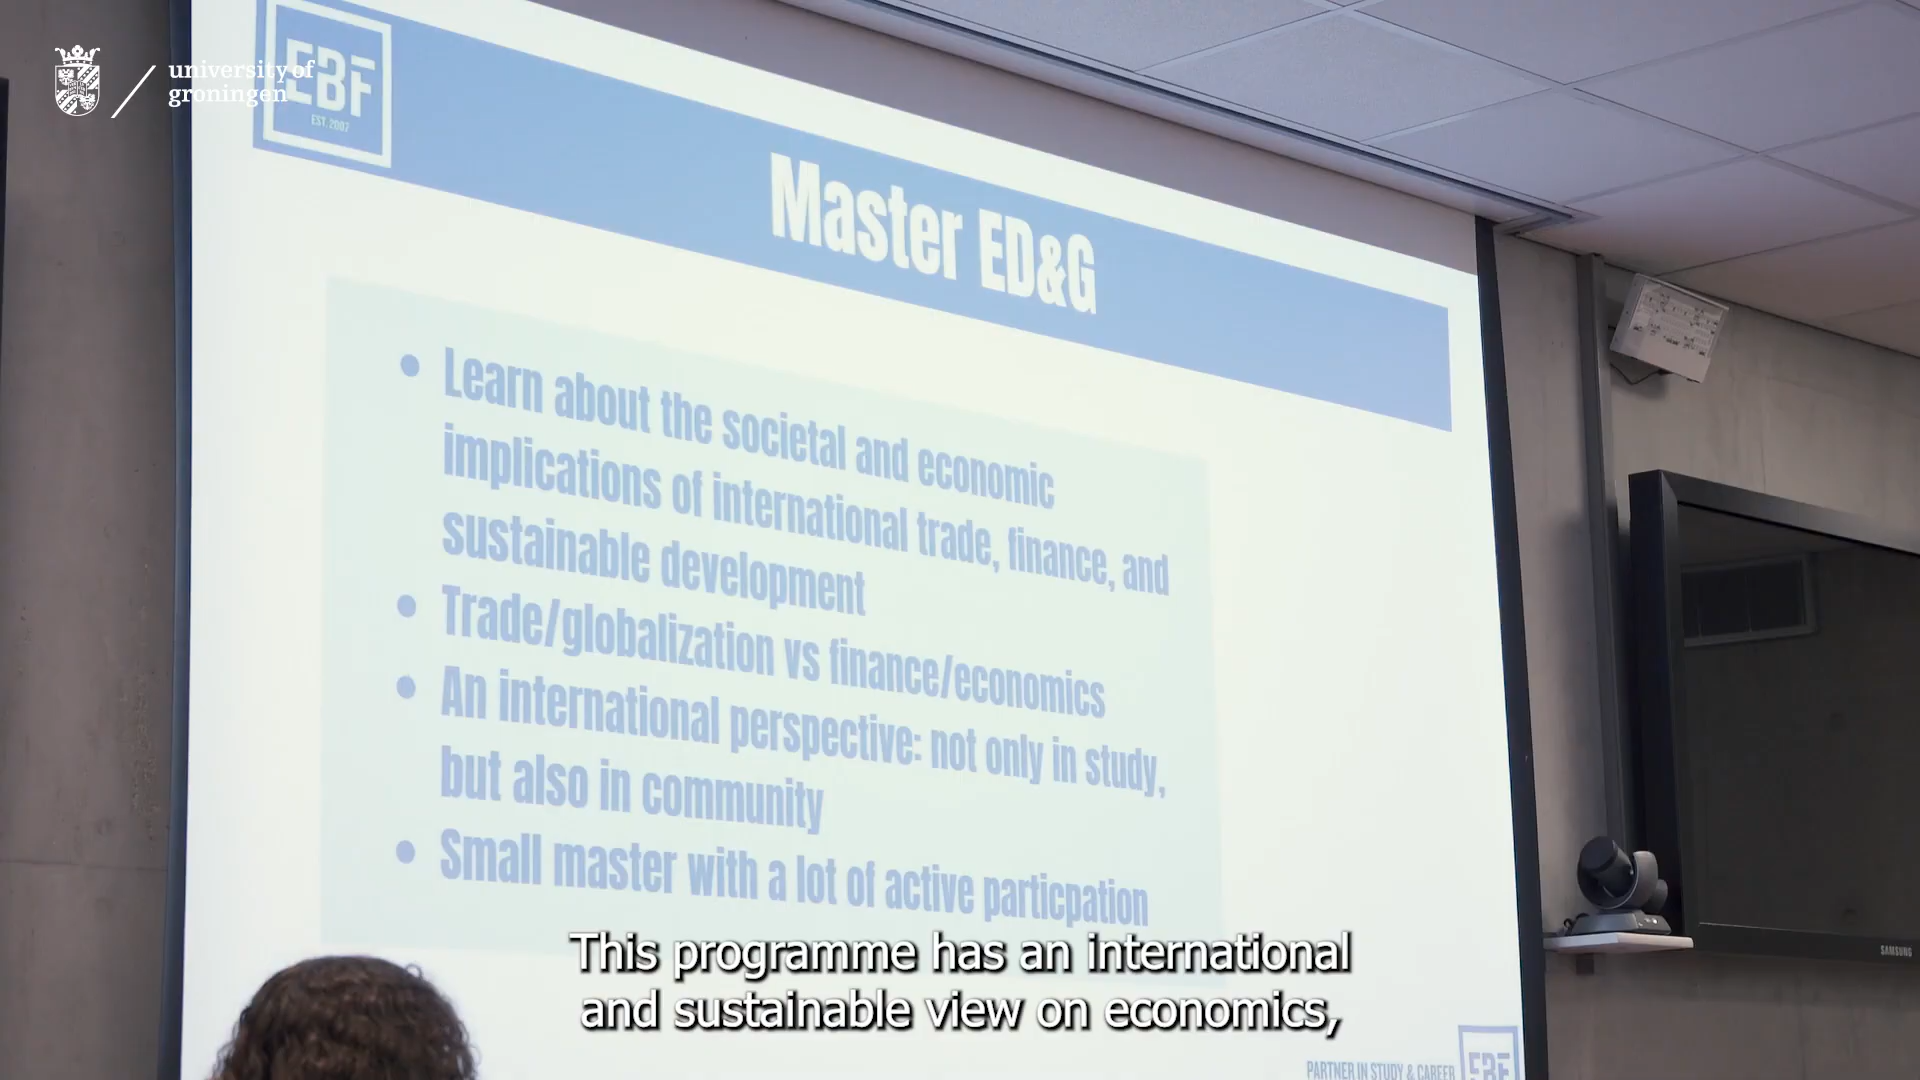 university of
groningen
EBF
EST. 2007
Master ED&G
• Learn about the societal and economic
implications of international trade, finance, and
sustainable development
• Trade/globalization vs finance/economics
• An international perspective: not only in study,
but also in community
• Small master with a lot of active particpation
This programme has an international
and sustainable view on economics,
PARTNER IN STUDY & CAREER
EBF
SAMSUNG